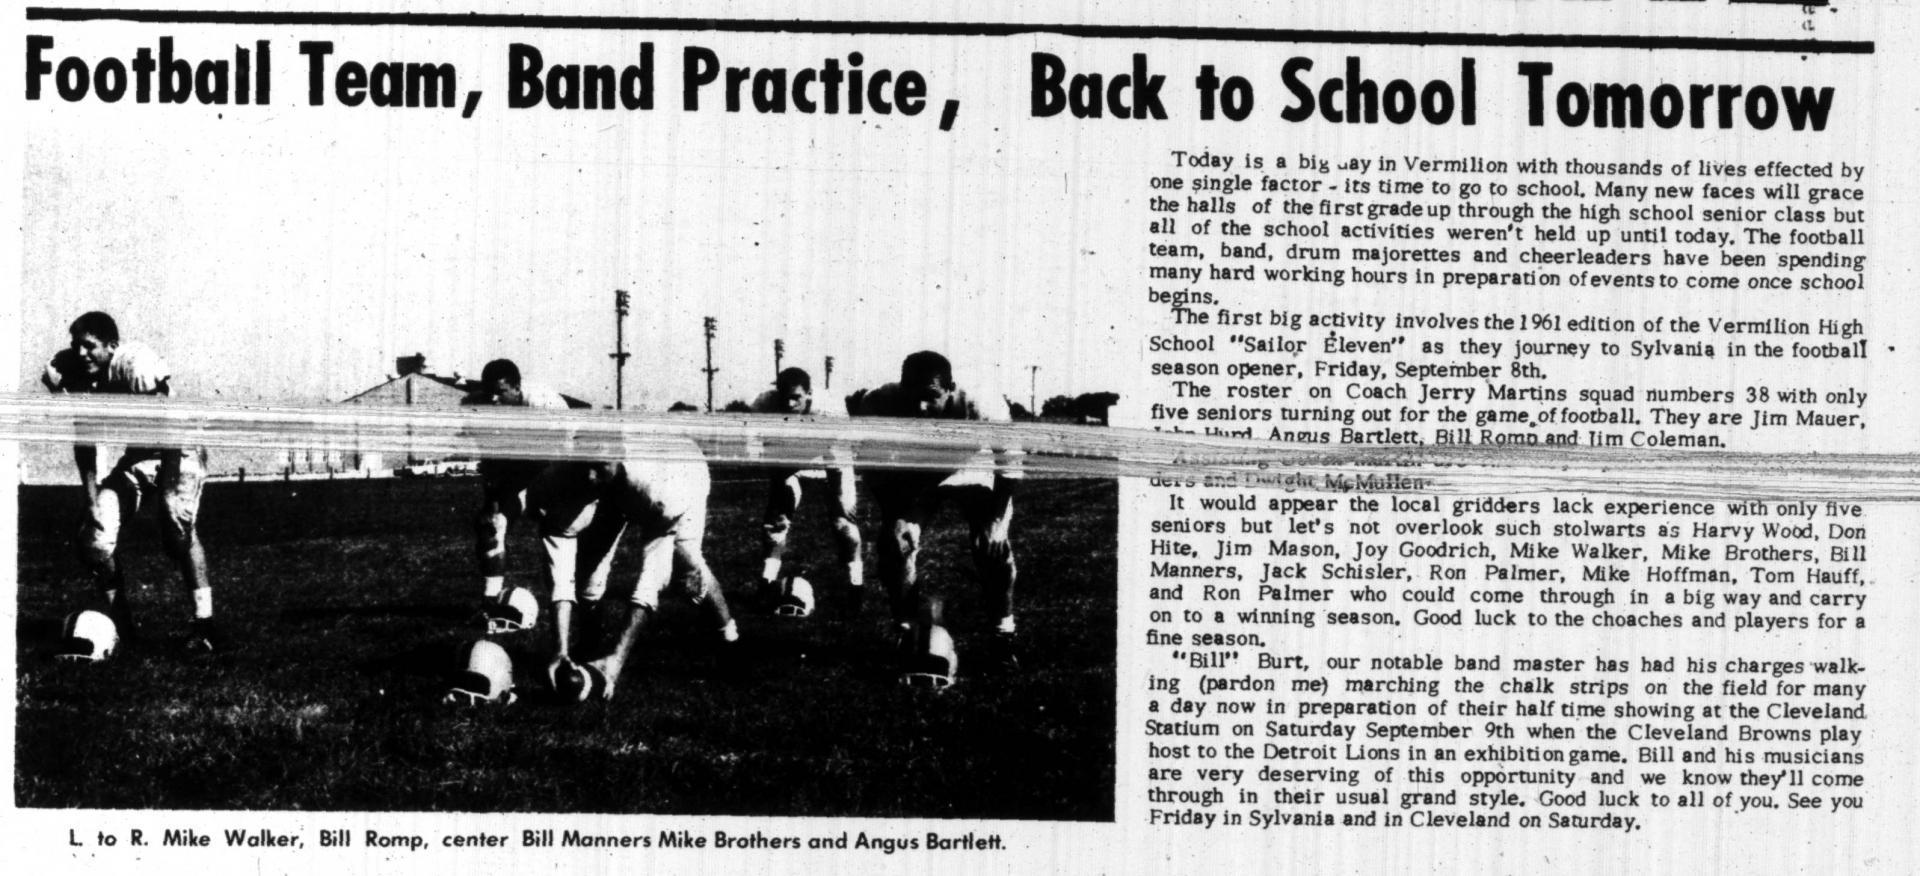 Football Team, Band Practice, Back to School Tomorrow
Today is a big day in Vermilion with thousands of lives effected by
one single factor - its time to go to school. Many new faces will grace
the halls of the first grade up through the high school senior class but
all of the school activities weren't held up until today. The football
team, band, drum majorettes and cheerleaders have been spending
many hard working hours in preparation of events to come once school
begins.
The first big activity involves the 1961 edition of the Vermilion High
School "Sailor Eleven" as they journey to Sylvania in the football
season opener, Friday, September 8th.
The roster on Coach Jerry Martins squad numbers 38 with only
five seniors turning out for the game of football. They are Jim Mauer,
John Hurd, Angus Bartlett, Bill Romp and Jim Coleman.
Assisting
ders and Dwight McMullen.
It would appear the local gridders lack experience with only five
seniors but let's not overlook such stolwarts as Harvy Wood, Don
Hite, Jim Mason, Joy Goodrich, Mike Walker, Mike Brothers, Bill
Manners, Jack Schisler, Ron Palmer, Mike Hoffman, Tom Hauff,
and Ron Palmer who could come through in a big way and carry
on to a winning season. Good luck to the choaches and players for a
fine season.
"Bill" Burt, our notable band master has had his charges walk-
ing (pardon me) marching the chalk strips on the field for many
a day now in preparation of their half time showing at the Cleveland
Statium on Saturday September 9th when the Cleveland Browns play
host to the Detroit Lions in an exhibition game. Bill and his musicians
are very deserving of this opportunity and we know they'll come
through in their usual grand style. Good luck to all of you. See you
Friday in Sylvania and in Cleveland on Saturday.
L. to R. Mike Walker, Bill Romp, center Bill Manners Mike Brothers and Angus Bartlett.